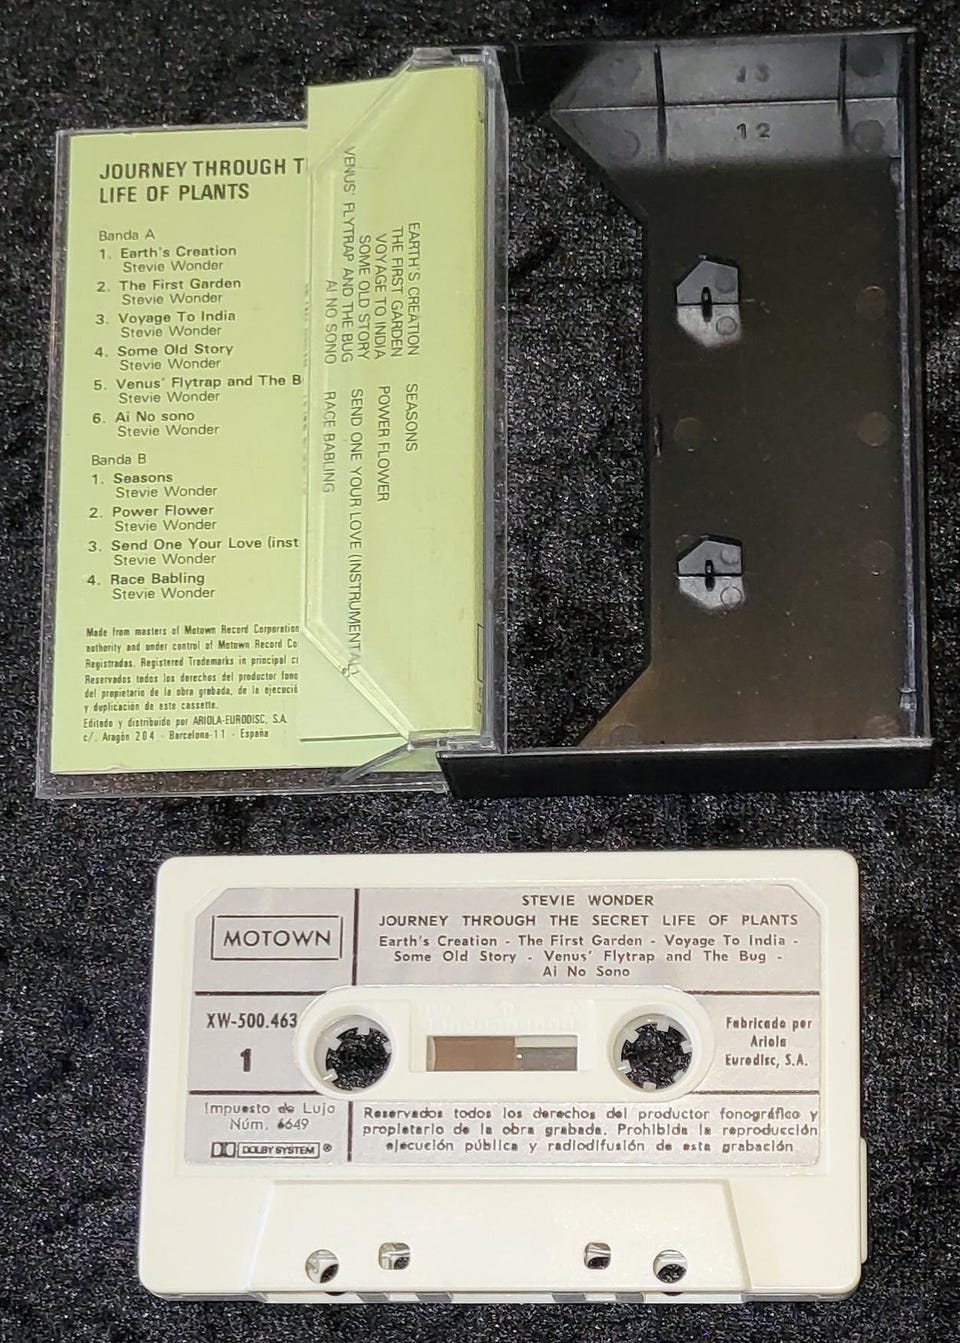 JOURNEY THROUGH T
LIFE OF PLANTS
Banda A
1. Earth's Creation
Stevie Wonder
2. The First Garden
Stevie Wonder
3. Voyage To India
Stevie Wonder
4. Some Old Story
Stevie Wonder
5. Venus' Flytrap and The B
Stevie Wonder
6. Ai No sono
Stevie Wonder
Banda B
1. Seasons
Stevie Wonder
2. Power Flower
Stevie Wonder
3. Send One Your Love (inst
Stevie Wonder
4. Race Babling
Stevie Wonder
Made from masters of Motown Record Corporation
authority and under control of Motown Record Co
Registradas. Registered Trademarks in principal
Reservados todos los derechos del productor fono
del propietario de la obra grabada, de la ejecució
y duplicación de este cassette.
Editado y distribuido por ARIOLA-EURODISC, S.A.
c/. Aragón 204 - Barcelona-11 - España
EARTH'S CREATION
THE FIRST GARDEN
VOYAGE TO INDIA
SOME OLD STORY
VENUS' FLYTRAP AND THE BUG
AI NO SONO
SEASONS
POWER FLOWER
SEND ONE YOUR LOVE (INSTRUMENTAL)
RACE BABLING
12
STEVIE WONDER
JOURNEY THROUGH THE SECRET LIFE OF PLANTS
Earth's Creation - The First Garden - Voyage To India -
Some Old Story - Venus' Flytrap and The Bug -
Ai No Sono
MOTOWN
XW-500.463
1
Fabricado por
Ariola
Eurodisc, S.A.
Impuesto de Lujo
Núm. 6649
DOLBY SYSTEM ®
Reservados todos los derechos del productor fonográfico y
propietario de la obra grabada. Prohibida la reproducción
ejecución pública y radiodifusión de esta grabación